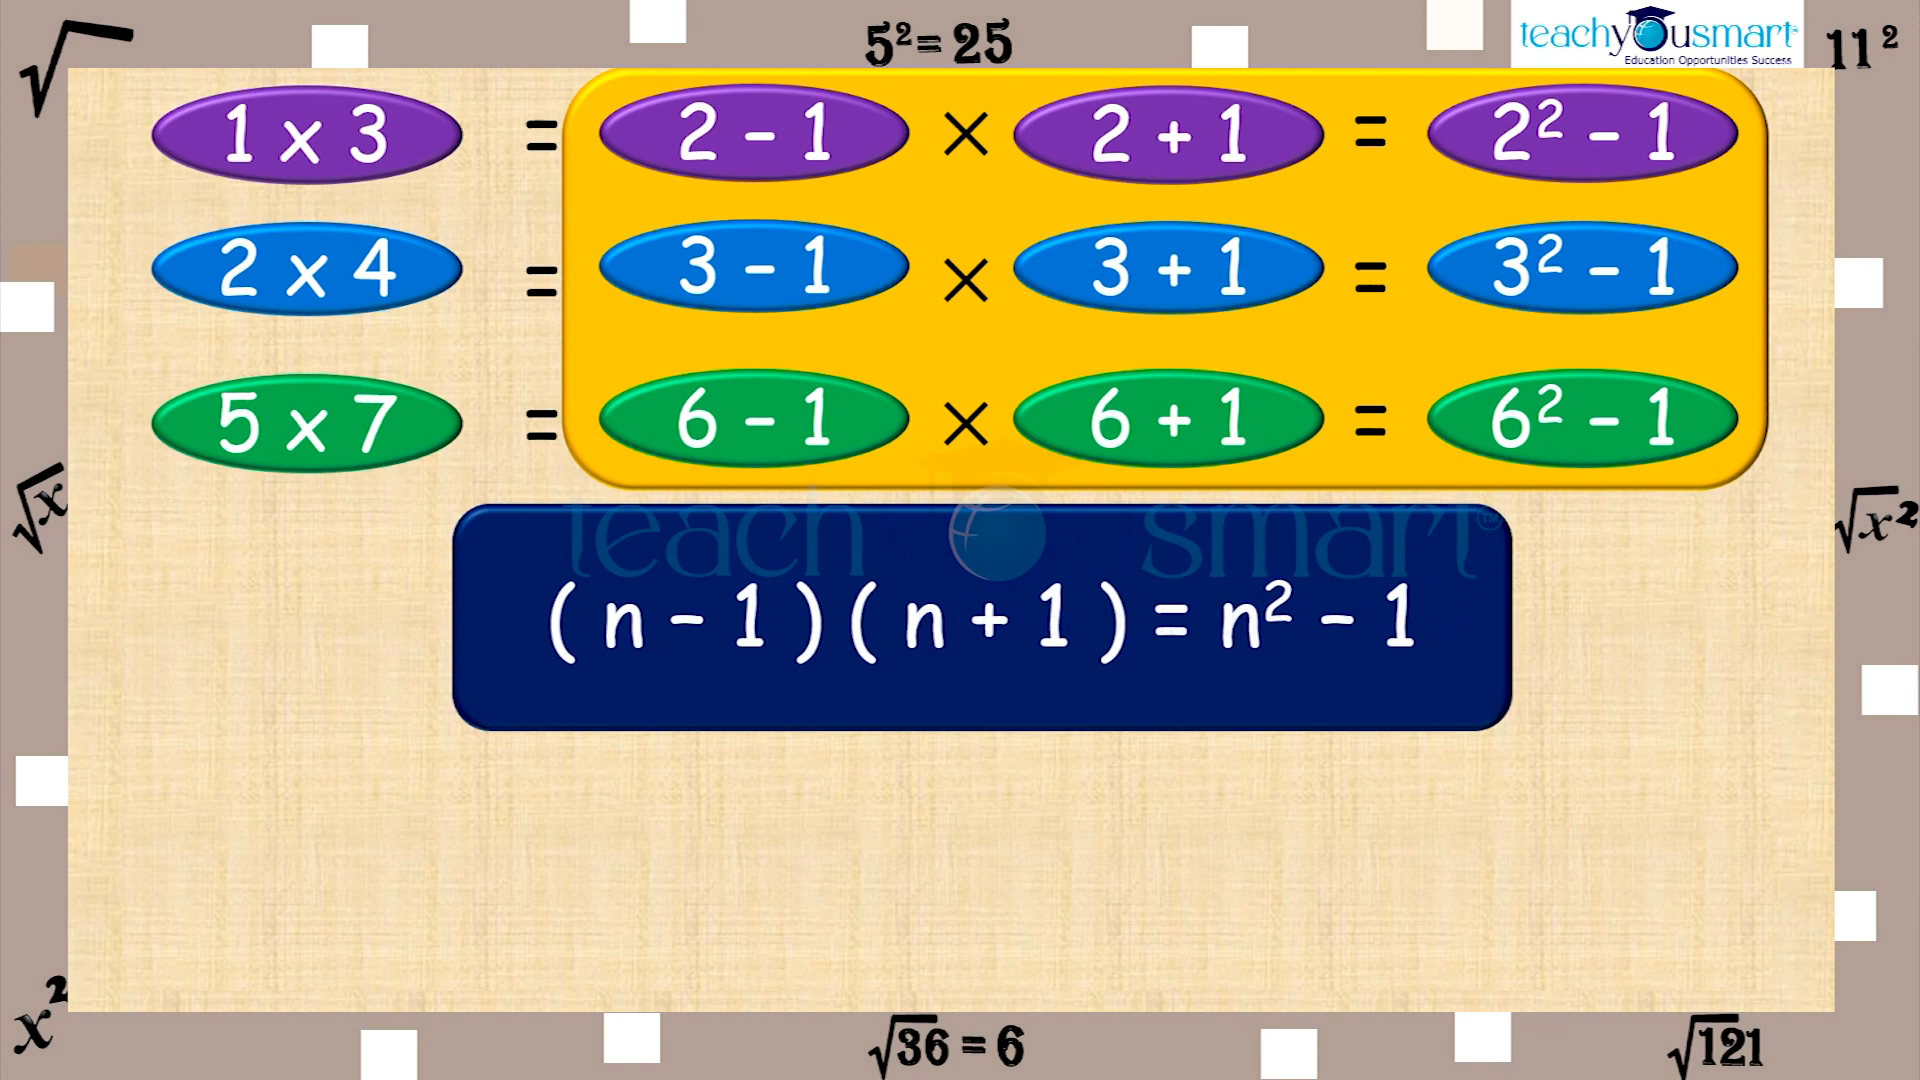 5² = 25
teachyousmart
Education Opportunities Success
11²
√
1 x 3 = 2 - 1 × 2 + 1 = 2² - 1
2 x 4 = 3 - 1 × 3 + 1 = 3² - 1
5 x 7 = 6 - 1 × 6 + 1 = 6² - 1
√x
√x²
teach smart™
( n - 1 ) ( n + 1 ) = n² - 1
x²
√36 = 6
√121